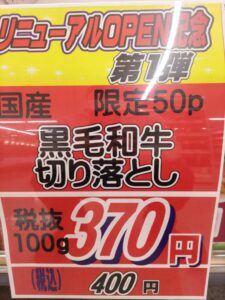 リニューアルOPEN記念
第1弾
国産 限定50p
黒毛和牛
切り落とし
税抜
100g 370円
(税込) 400円